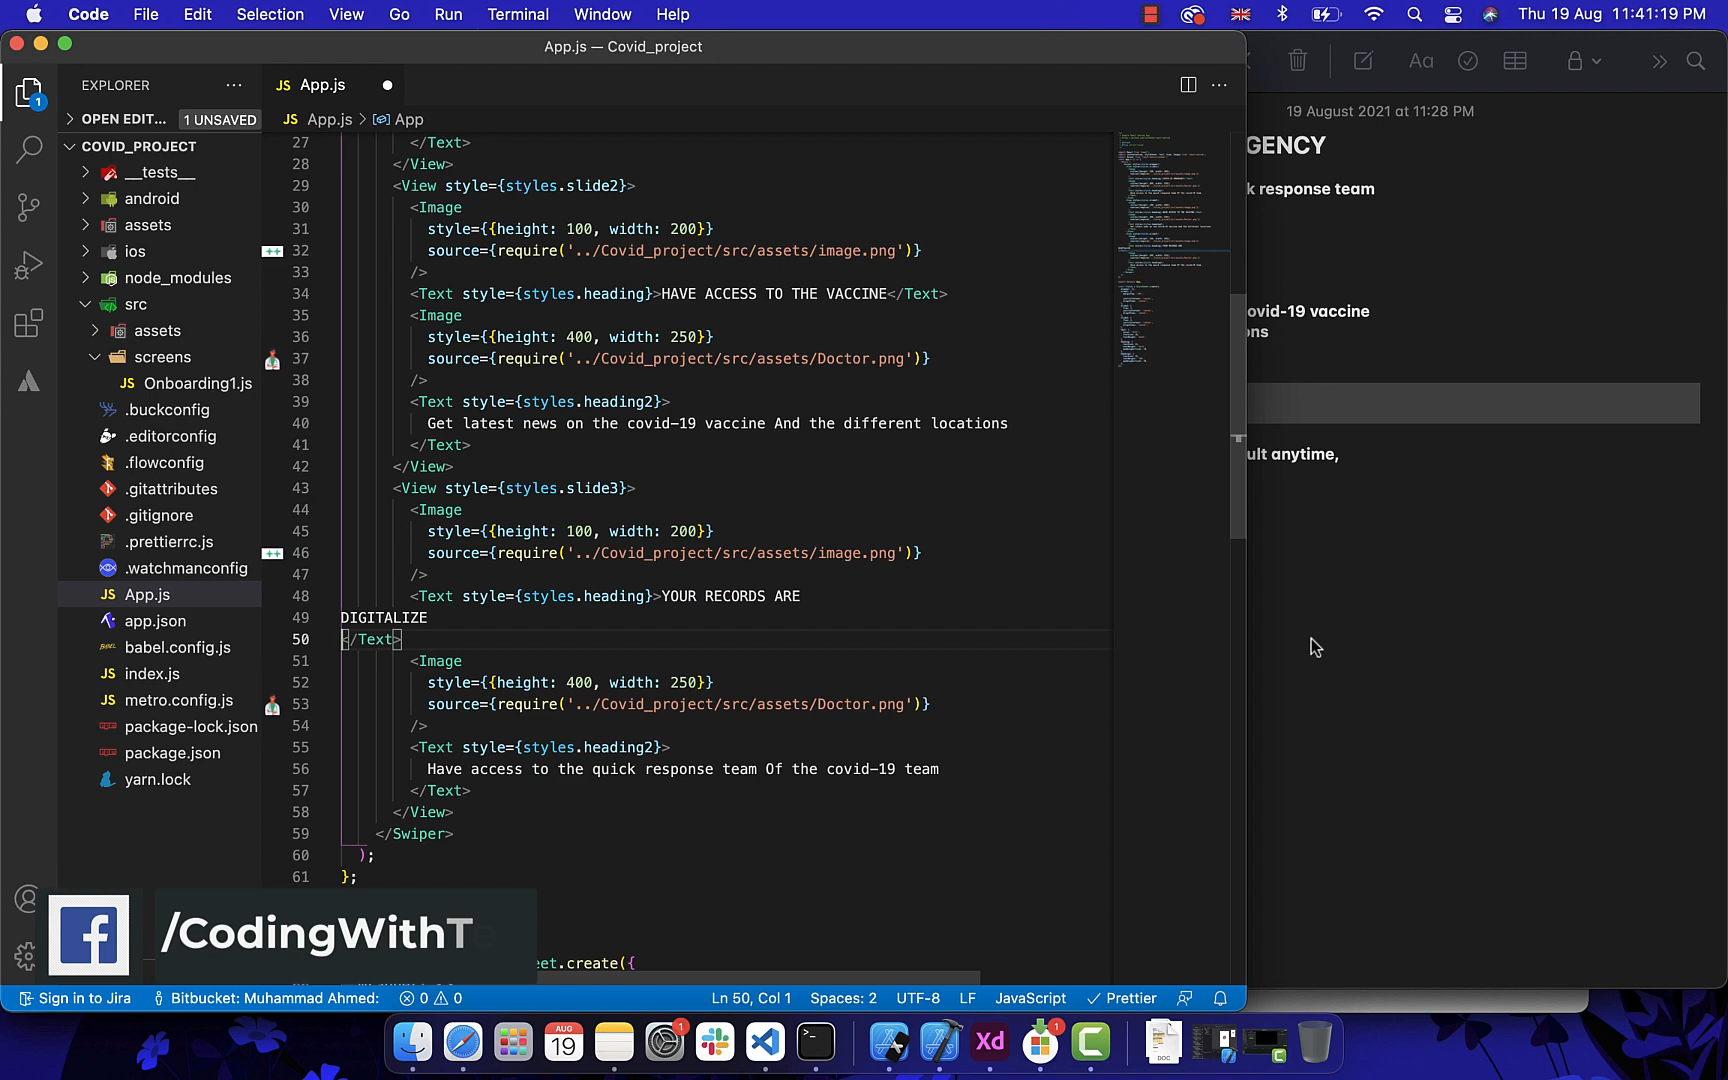 Code File Edit Selection View Go Run Terminal Window Help
Thu 19 Aug 11:41:19 PM
App.js — Covid_project
EXPLORER
JS App.js
OPEN EDIT... 1 UNSAVED
JS App.js > App
COVID_PROJECT
__tests__
android
assets
ios
node_modules
src
assets
screens
JS Onboarding1.js
.buckconfig
.editorconfig
.flowconfig
.gitattributes
.gitignore
.prettierrc.js
.watchmanconfig
JS App.js
app.json
babel.config.js
JS index.js
metro.config.js
package-lock.json
package.json
yarn.lock
27 </Text>
28 </View>
29 <View style={styles.slide2}>
30 <Image
31 style={{height: 100, width: 200}}
32 source={require('../Covid_project/src/assets/image.png')}
33 />
34 <Text style={styles.heading}>HAVE ACCESS TO THE VACCINE</Text>
35 <Image
36 style={{height: 400, width: 250}}
37 source={require('../Covid_project/src/assets/Doctor.png')}
38 />
39 <Text style={styles.heading2}>
40 Get latest news on the covid-19 vaccine And the different locations
41 </Text>
42 </View>
43 <View style={styles.slide3}>
44 <Image
45 style={{height: 100, width: 200}}
46 source={require('../Covid_project/src/assets/image.png')}
47 />
48 <Text style={styles.heading}>YOUR RECORDS ARE
49 DIGITALIZE
50 </Text>
51 <Image
52 style={{height: 400, width: 250}}
53 source={require('../Covid_project/src/assets/Doctor.png')}
54 />
55 <Text style={styles.heading2}>
56 Have access to the quick response team Of the covid-19 team
57 </Text>
58 </View>
59 </Swiper>
60 );
61 };
eet.create({
/CodingWithTe
Sign in to Jira Bitbucket: Muhammad Ahmed: 0 0 Ln 50, Col 1 Spaces: 2 UTF-8 LF JavaScript Prettier
19 August 2021 at 11:28 PM
GENCY
k response team
ovid-19 vaccine
ons
ult anytime,
AUG
19
1
Xd
1
DOC